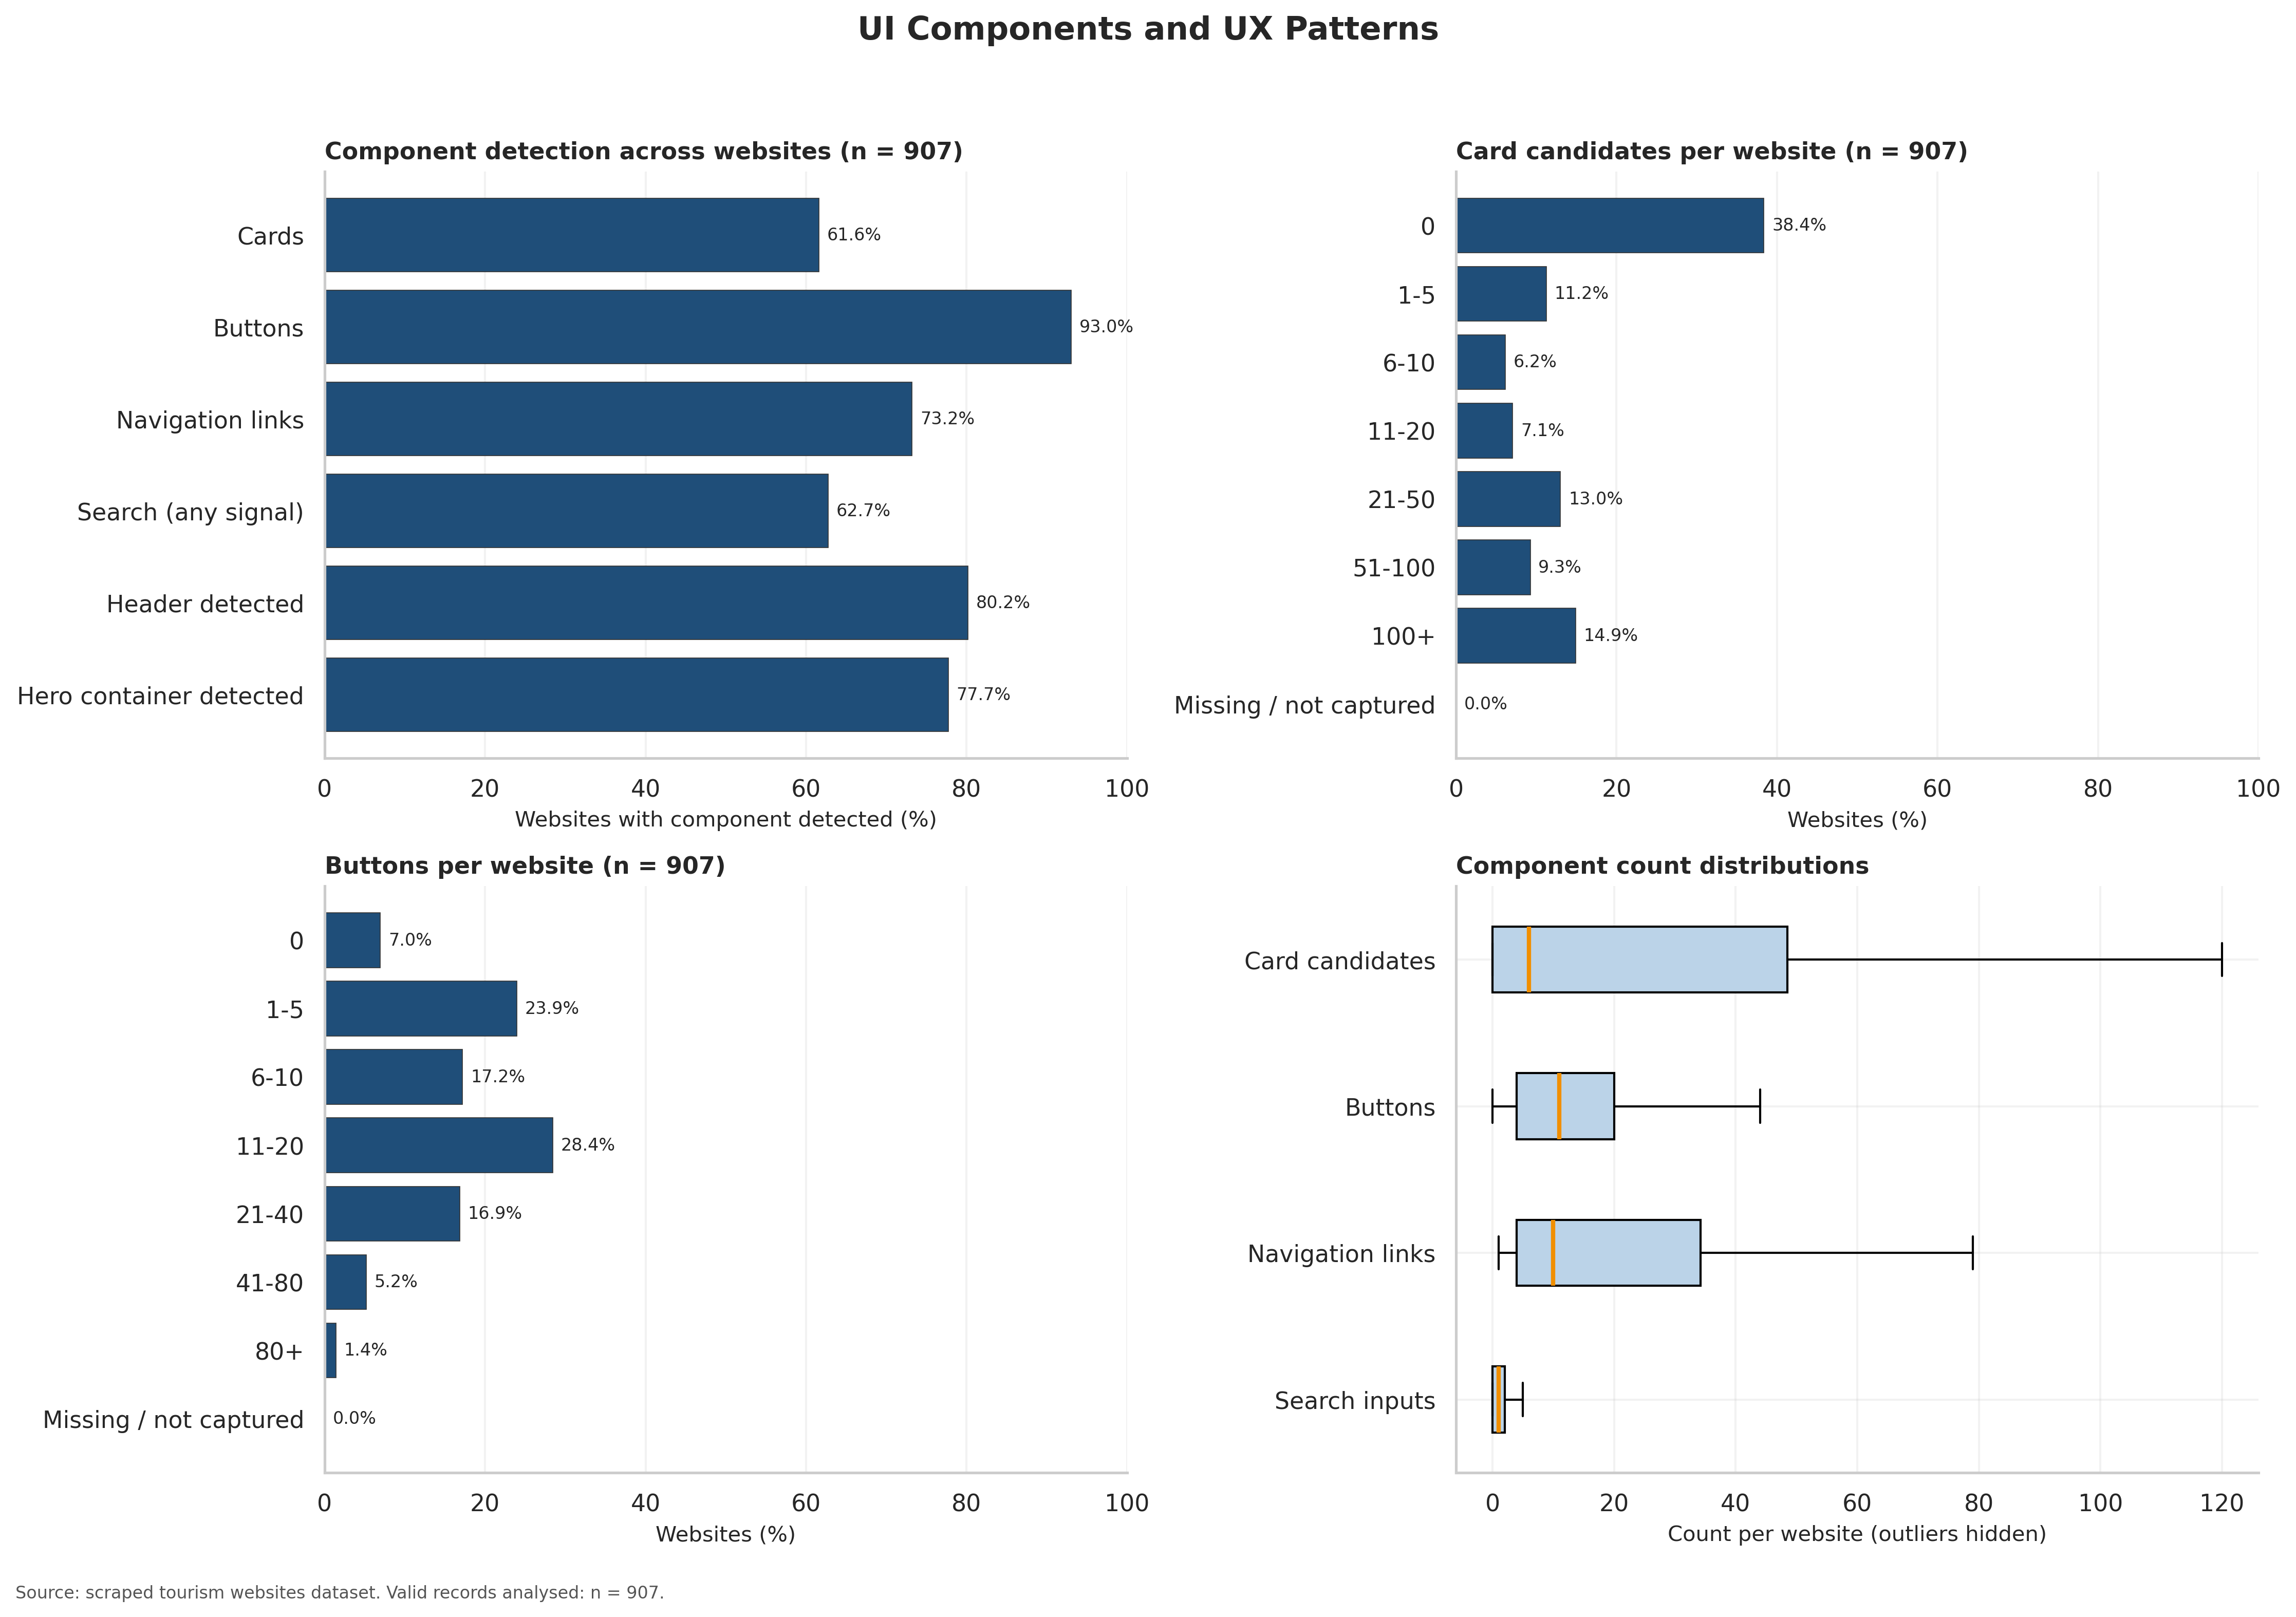 UI Components and UX Patterns
Component detection across websites (n = 907)
Cards
61.6%
Buttons
93.0%
Navigation links
73.2%
Search (any signal)
62.7%
Header detected
80.2%
Hero container detected
77.7%
0 20 40 60 80 100
Websites with component detected (%)
Card candidates per website (n = 907)
0
38.4%
1-5
11.2%
6-10
6.2%
11-20
7.1%
21-50
13.0%
51-100
9.3%
100+
14.9%
Missing / not captured
0.0%
0 20 40 60 80 100
Websites (%)
Buttons per website (n = 907)
0
7.0%
1-5
23.9%
6-10
17.2%
11-20
28.4%
21-40
16.9%
41-80
5.2%
80+
1.4%
Missing / not captured
0.0%
0 20 40 60 80 100
Websites (%)
Component count distributions
Card candidates
Buttons
Navigation links
Search inputs
0 20 40 60 80 100 120
Count per website (outliers hidden)
Source: scraped tourism websites dataset. Valid records analysed: n = 907.